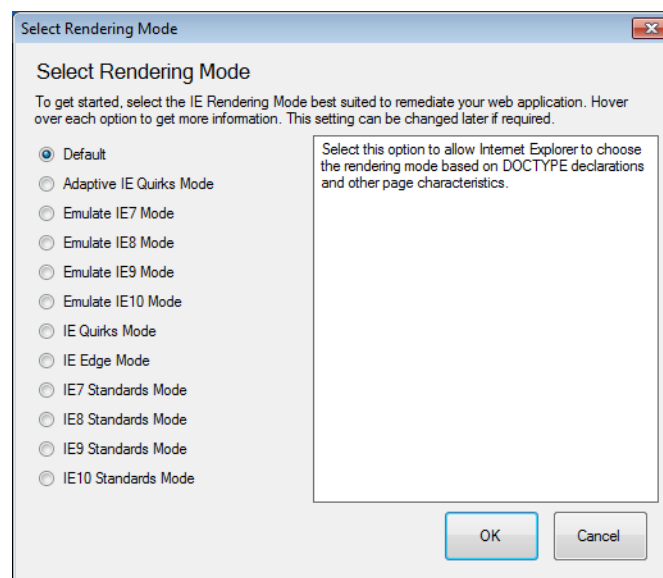 Select Rendering Mode
Select Rendering Mode
To get started, select the IE Rendering Mode best suited to remediate your web application. Hover
over each option to get more information. This setting can be changed later if required.
Default
Adaptive IE Quirks Mode
Emulate IE7 Mode
Emulate IE8 Mode
Emulate IE9 Mode
Emulate IE10 Mode
IE Quirks Mode
IE Edge Mode
IE7 Standards Mode
IE8 Standards Mode
IE9 Standards Mode
IE10 Standards Mode
Select this option to allow Internet Explorer to choose
the rendering mode based on DOCTYPE declarations
and other page characteristics.
OK
Cancel